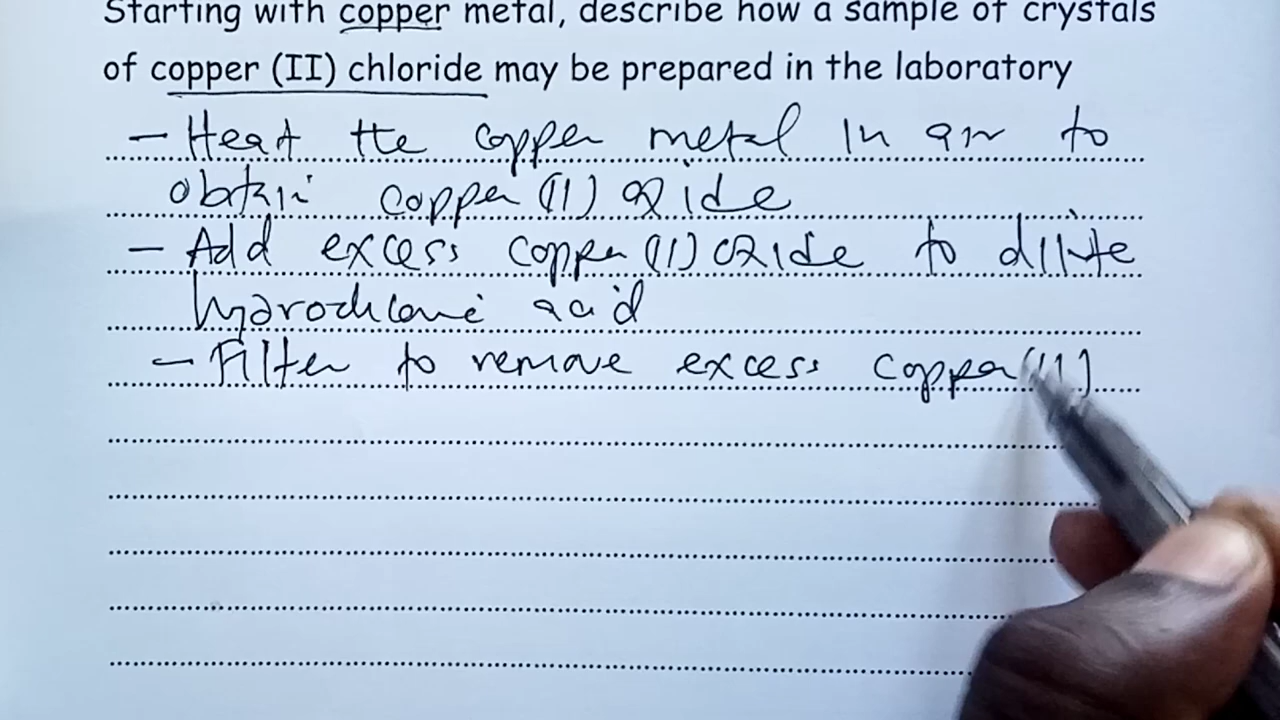 Starting with copper metal, describe how a sample of crystals
of copper (II) chloride may be prepared in the laboratory
- Heat the copper metal in air to
obtain copper (II) oxide
- Add excess copper (II) oxide to dilute
hydrochloric acid
- Filter to remove excess copper (II)